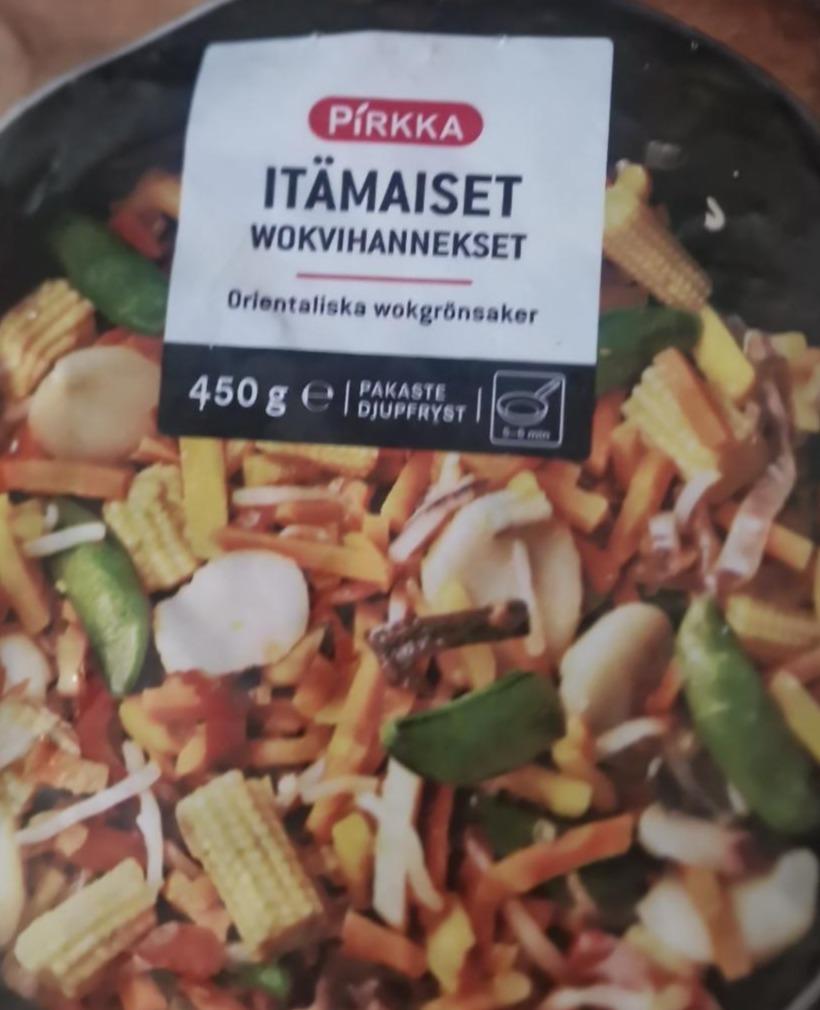 PIRKKA
ITÄMAISET
WOKVIHANNEKSET
Orientaliska wokgrönsaker
450 g e
PAKASTE
DJUPFRYST